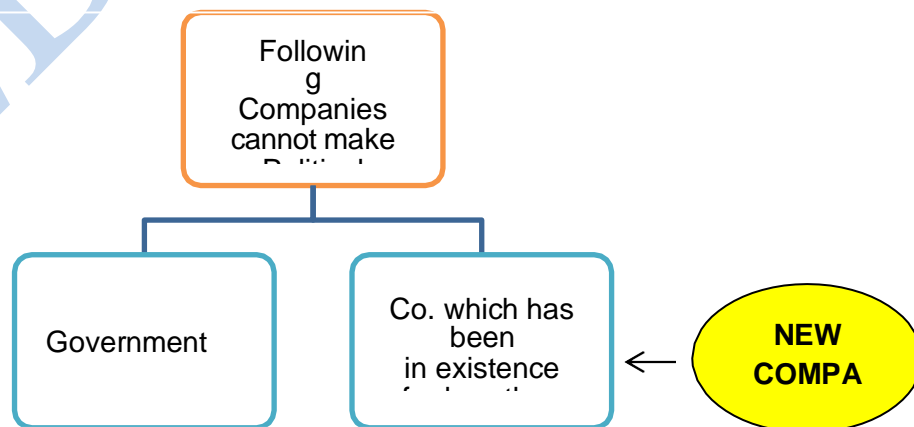 Followin
g
Companies
cannot make
Government
Co. which has
been
in existence
NEW
COMPA